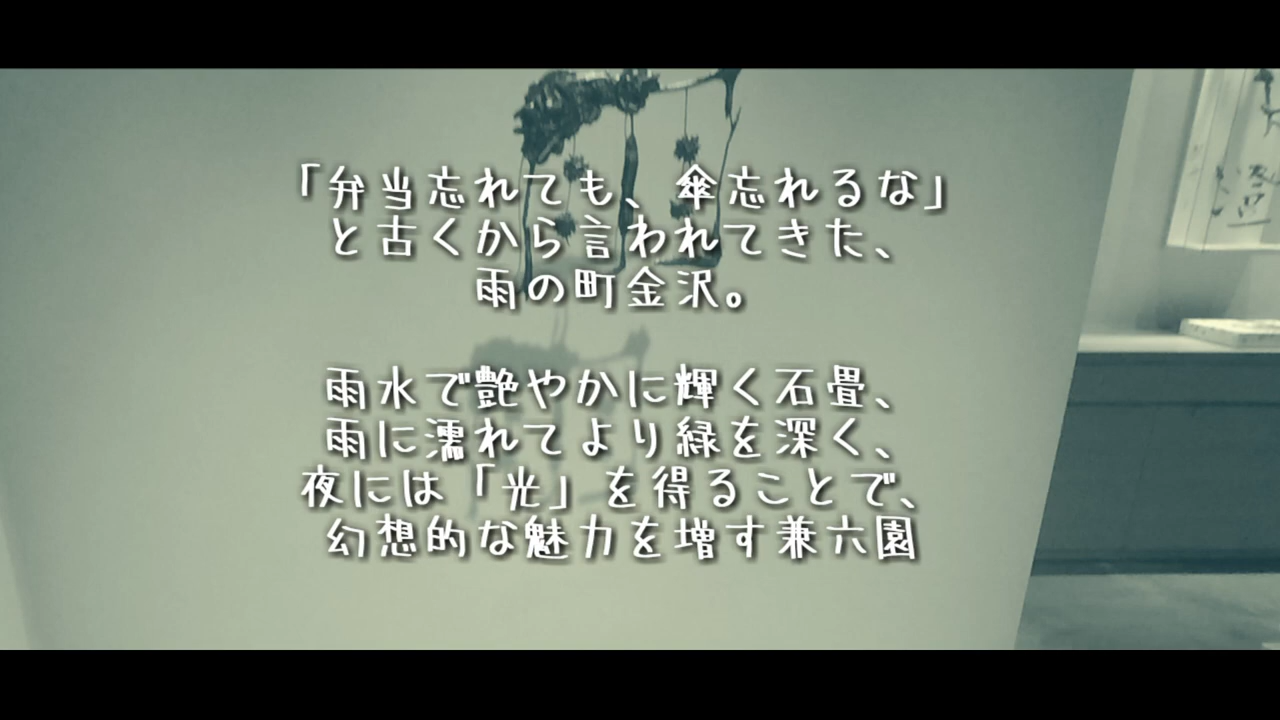 「弁当忘れても、傘忘れるな」
と古くから言われてきた、
雨の町金沢。
雨水で艶やかに輝く石畳、
雨に濡れてより緑を深く、
夜には「光」を得ることで、
幻想的な魅力を増す兼六園